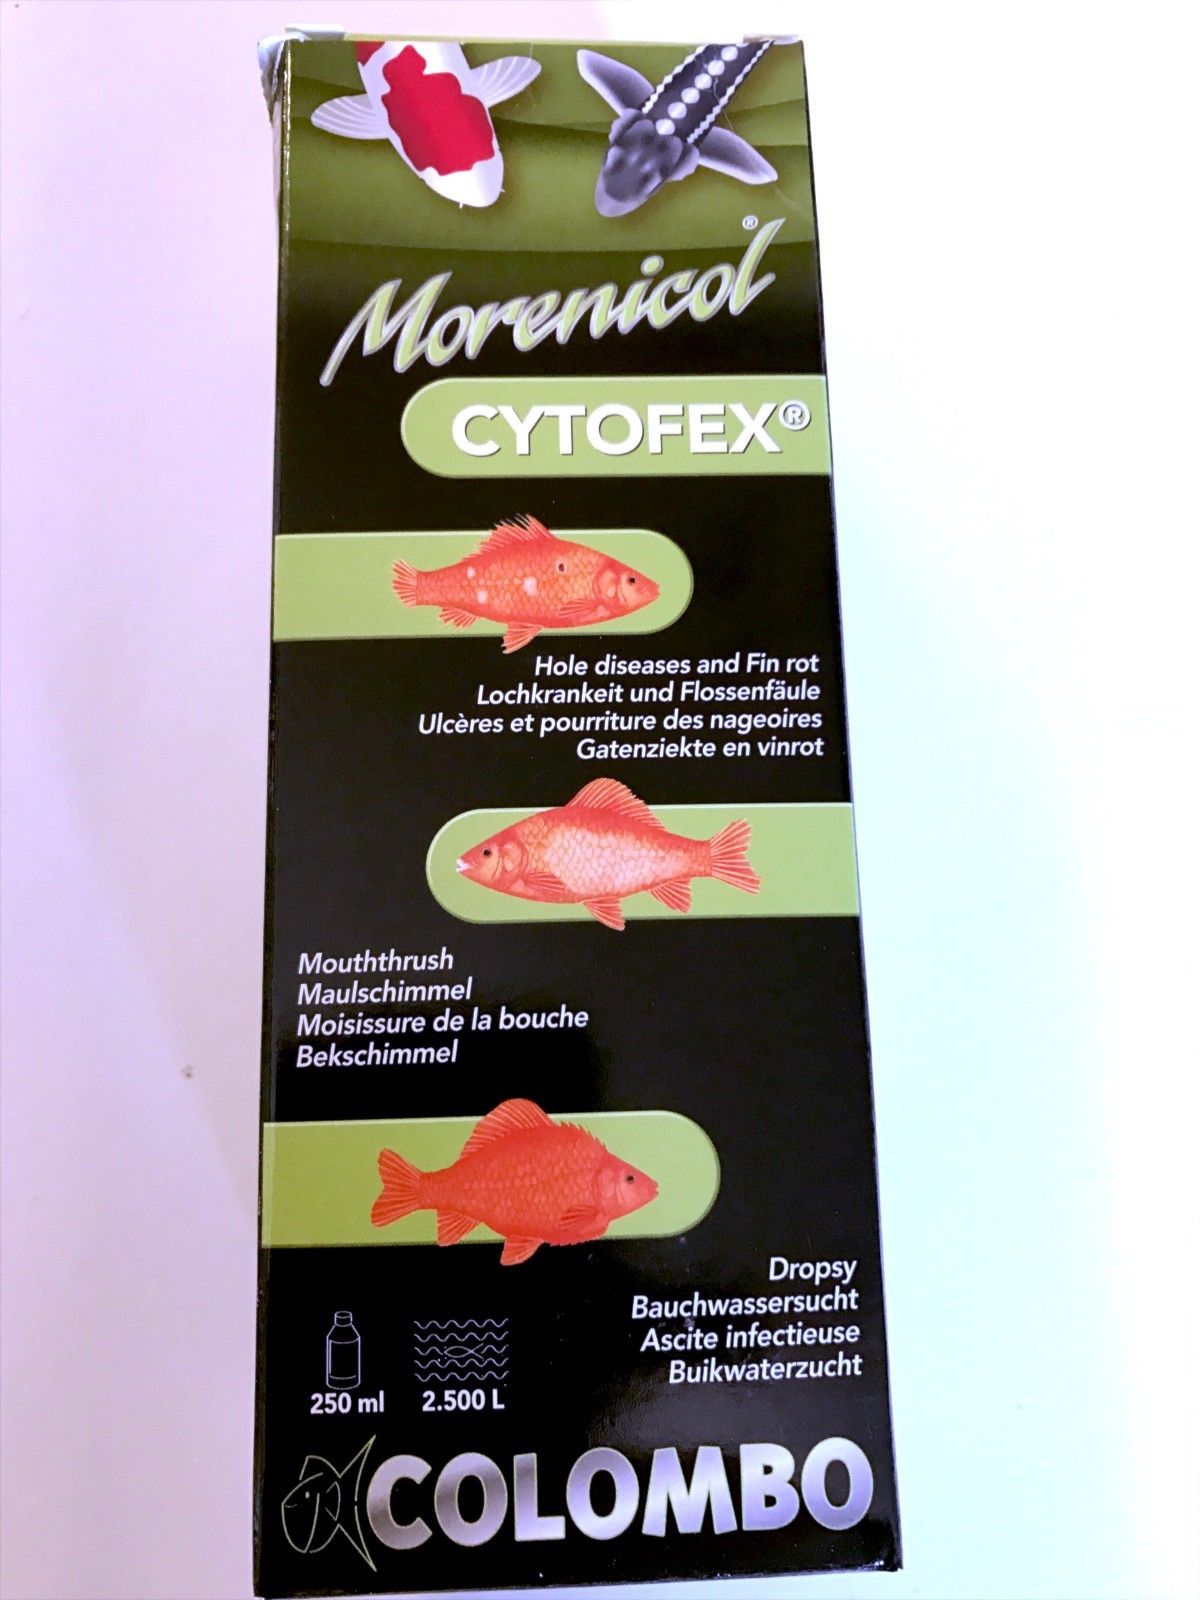 Morenicol®
CYTOFEX®
Hole diseases and Fin rot
Lochkrankeit und Flossenfäule
Ulcères et pourriture des nageoires
Gatenziekte en vinrot
Mouththrush
Maulschimmel
Moisissure de la bouche
Bekschimmel
Dropsy
Bauchwassersucht
Ascite infectieuse
Buikwaterzucht
250 ml
2.500 L
COLOMBO